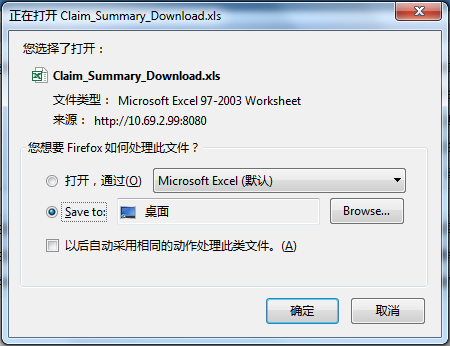 正在打开 Claim_Summary_Download.xls
您选择了打开：
Claim_Summary_Download.xls
文件类型： Microsoft Excel 97-2003 Worksheet
来源： http://10.69.2.99:8080
您想要 Firefox 如何处理此文件？
打开，通过(O) Microsoft Excel (默认)
Save to: 桌面 Browse...
以后自动采用相同的动作处理此类文件。(A)
确定 取消